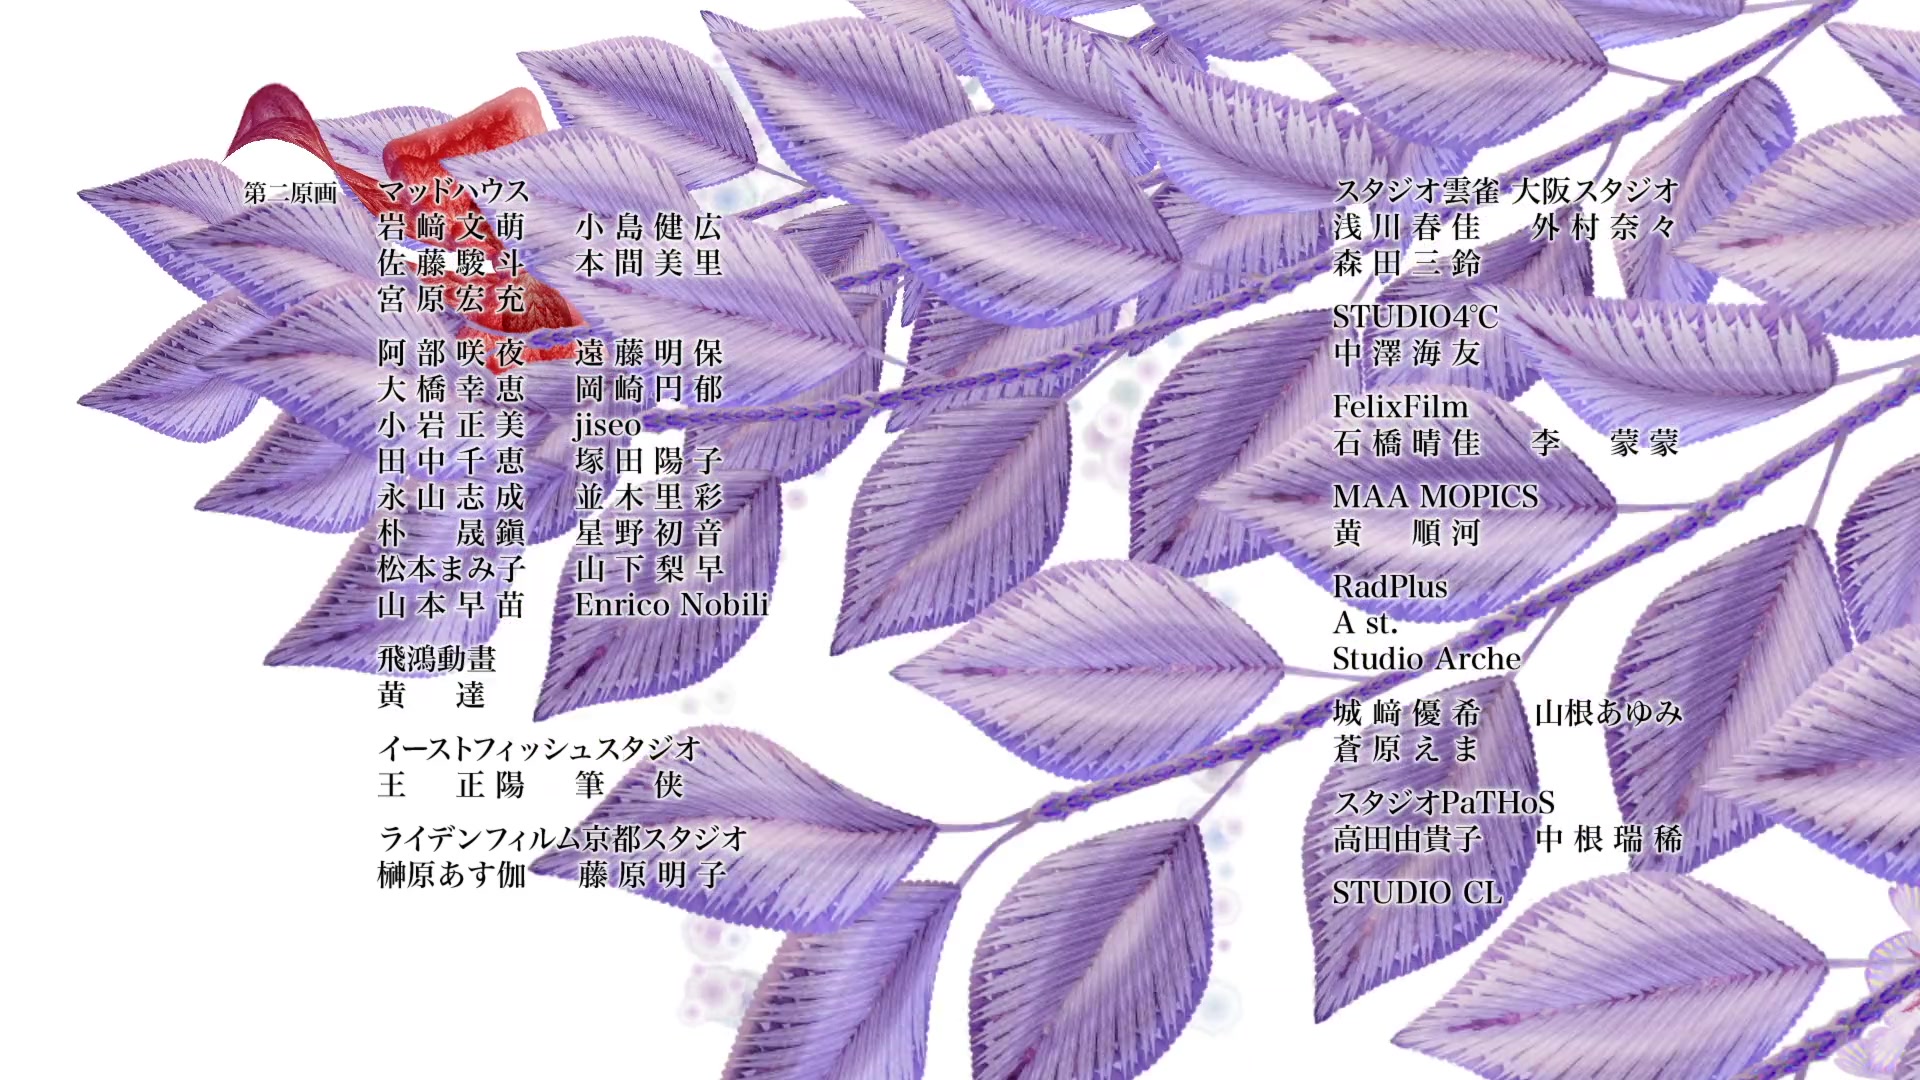 第二原画 マッドハウス
岩﨑文萌 小島健広
佐藤駿斗 本間美里
宮原宏充
阿部咲夜 遠藤明保
大橋幸恵 岡崎円郁
小岩正美 jiseo
田中千恵 塚田陽子
永山志成 並木里彩
朴 晟鎭 星野初音
松本まみ子 山下梨早
山本早苗 Enrico Nobili
飛鴻動畫
黄 達
イーストフィッシュスタジオ
王 正陽 筆 侠
ライデンフィルム京都スタジオ
榊原あす伽 藤原明子
スタジオ雲雀 大阪スタジオ
浅川春佳 外村奈々
森田三鈴
STUDIO4℃
中澤海友
FelixFilm
石橋晴佳 李 蒙蒙
MAA MOPICS
黄 順河
RadPlus
A st.
Studio Arche
城﨑優希 山根あゆみ
蒼原えま
スタジオPaTHoS
高田由貴子 中根瑞稀
STUDIO CL